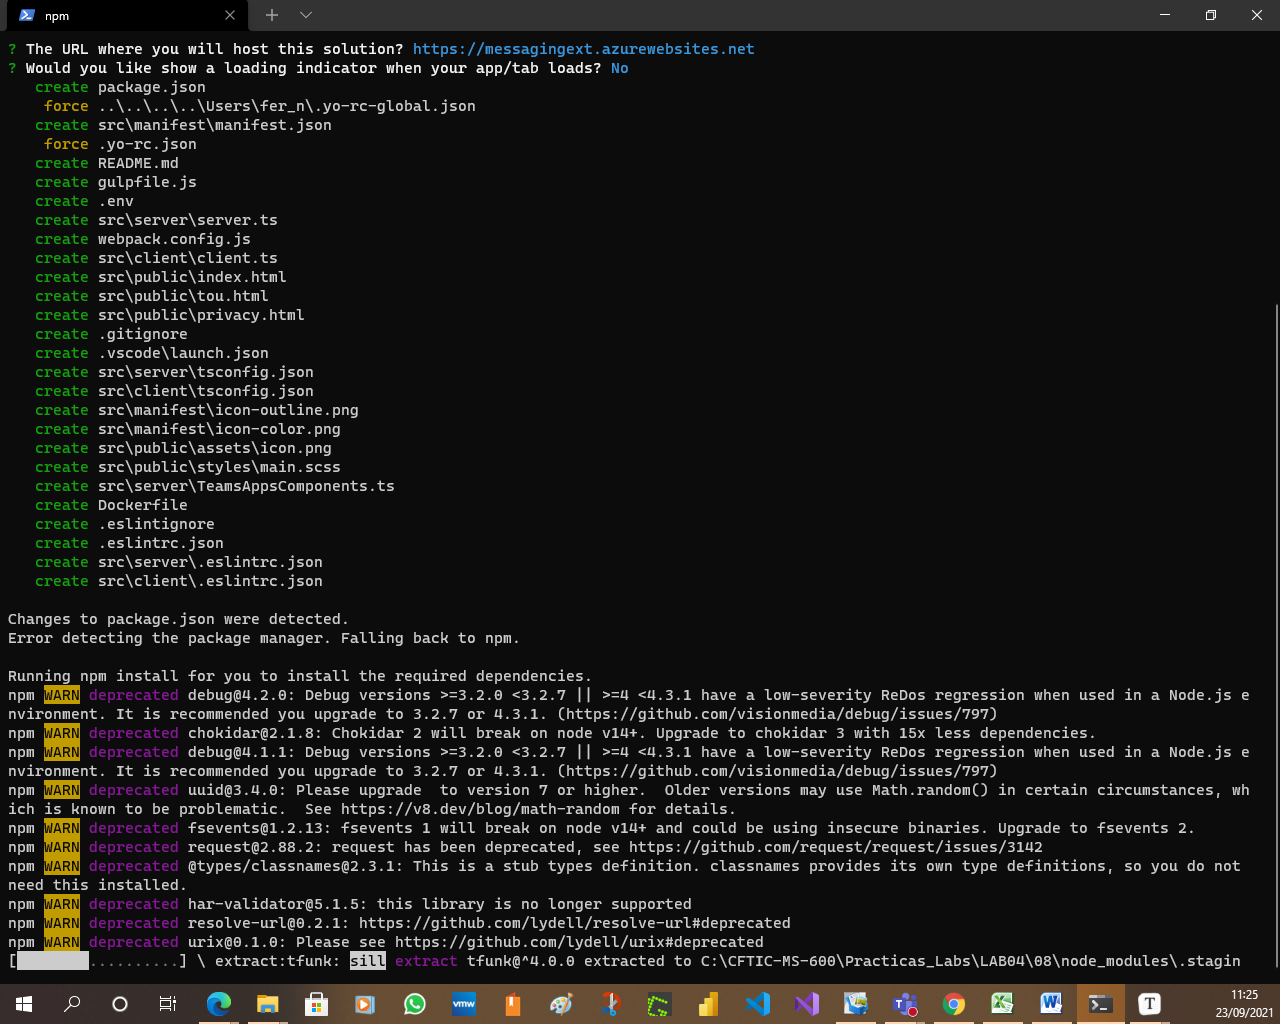 npm
? The URL where you will host this solution? https://messagingext.azurewebsites.net
? Would you like show a loading indicator when your app/tab loads? No
create package.json
force ..\..\..\..\Users\fer_n\.yo-rc-global.json
create src\manifest\manifest.json
force .yo-rc.json
create README.md
create gulpfile.js
create .env
create src\server\server.ts
create webpack.config.js
create src\client\client.ts
create src\public\index.html
create src\public\tou.html
create src\public\privacy.html
create .gitignore
create .vscode\launch.json
create src\server\tsconfig.json
create src\client\tsconfig.json
create src\manifest\icon-outline.png
create src\manifest\icon-color.png
create src\public\assets\icon.png
create src\public\styles\main.scss
create src\server\TeamsAppsComponents.ts
create Dockerfile
create .eslintignore
create .eslintrc.json
create src\server\.eslintrc.json
create src\client\.eslintrc.json
Changes to package.json were detected.
Error detecting the package manager. Falling back to npm.
Running npm install for you to install the required dependencies.
npm WARN deprecated debug@4.2.0: Debug versions >=3.2.0 <3.2.7 || >=4 <4.3.1 have a low-severity ReDos regression when used in a Node.js e
nvironment. It is recommended you upgrade to 3.2.7 or 4.3.1. (https://github.com/visionmedia/debug/issues/797)
npm WARN deprecated chokidar@2.1.8: Chokidar 2 will break on node v14+. Upgrade to chokidar 3 with 15x less dependencies.
npm WARN deprecated debug@4.1.1: Debug versions >=3.2.0 <3.2.7 || >=4 <4.3.1 have a low-severity ReDos regression when used in a Node.js e
nvironment. It is recommended you upgrade to 3.2.7 or 4.3.1. (https://github.com/visionmedia/debug/issues/797)
npm WARN deprecated uuid@3.4.0: Please upgrade  to version 7 or higher.  Older versions may use Math.random() in certain circumstances, wh
ich is known to be problematic.  See https://v8.dev/blog/math-random for details.
npm WARN deprecated fsevents@1.2.13: fsevents 1 will break on node v14+ and could be using insecure binaries. Upgrade to fsevents 2.
npm WARN deprecated request@2.88.2: request has been deprecated, see https://github.com/request/request/issues/3142
npm WARN deprecated @types/classnames@2.3.1: This is a stub types definition. classnames provides its own type definitions, so you do not
need this installed.
npm WARN deprecated har-validator@5.1.5: this library is no longer supported
npm WARN deprecated resolve-url@0.2.1: https://github.com/lydell/resolve-url#deprecated
npm WARN deprecated urix@0.1.0: Please see https://github.com/lydell/urix#deprecated
[        ..........] \ extract:tfunk: sill extract tfunk@^4.0.0 extracted to C:\CFTIC-MS-600\Practicas_Labs\LAB04\08\node_modules\.stagin
vmw
T
11:25
23/09/2021